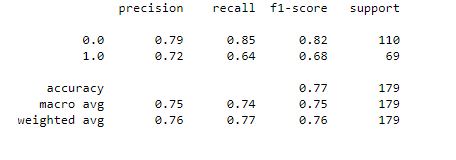 precision recall f1-score support
0.0 0.79 0.85 0.82 110
1.0 0.72 0.64 0.68 69
accuracy 0.77 179
macro avg 0.75 0.74 0.75 179
weighted avg 0.76 0.77 0.76 179